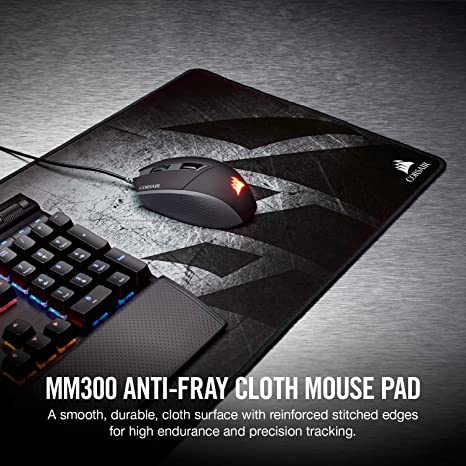 CORSAIR
CORSAIR
MM300 ANTI-FRAY CLOTH MOUSE PAD
A smooth, durable, cloth surface with reinforced stitched edges
for high endurance and precision tracking.